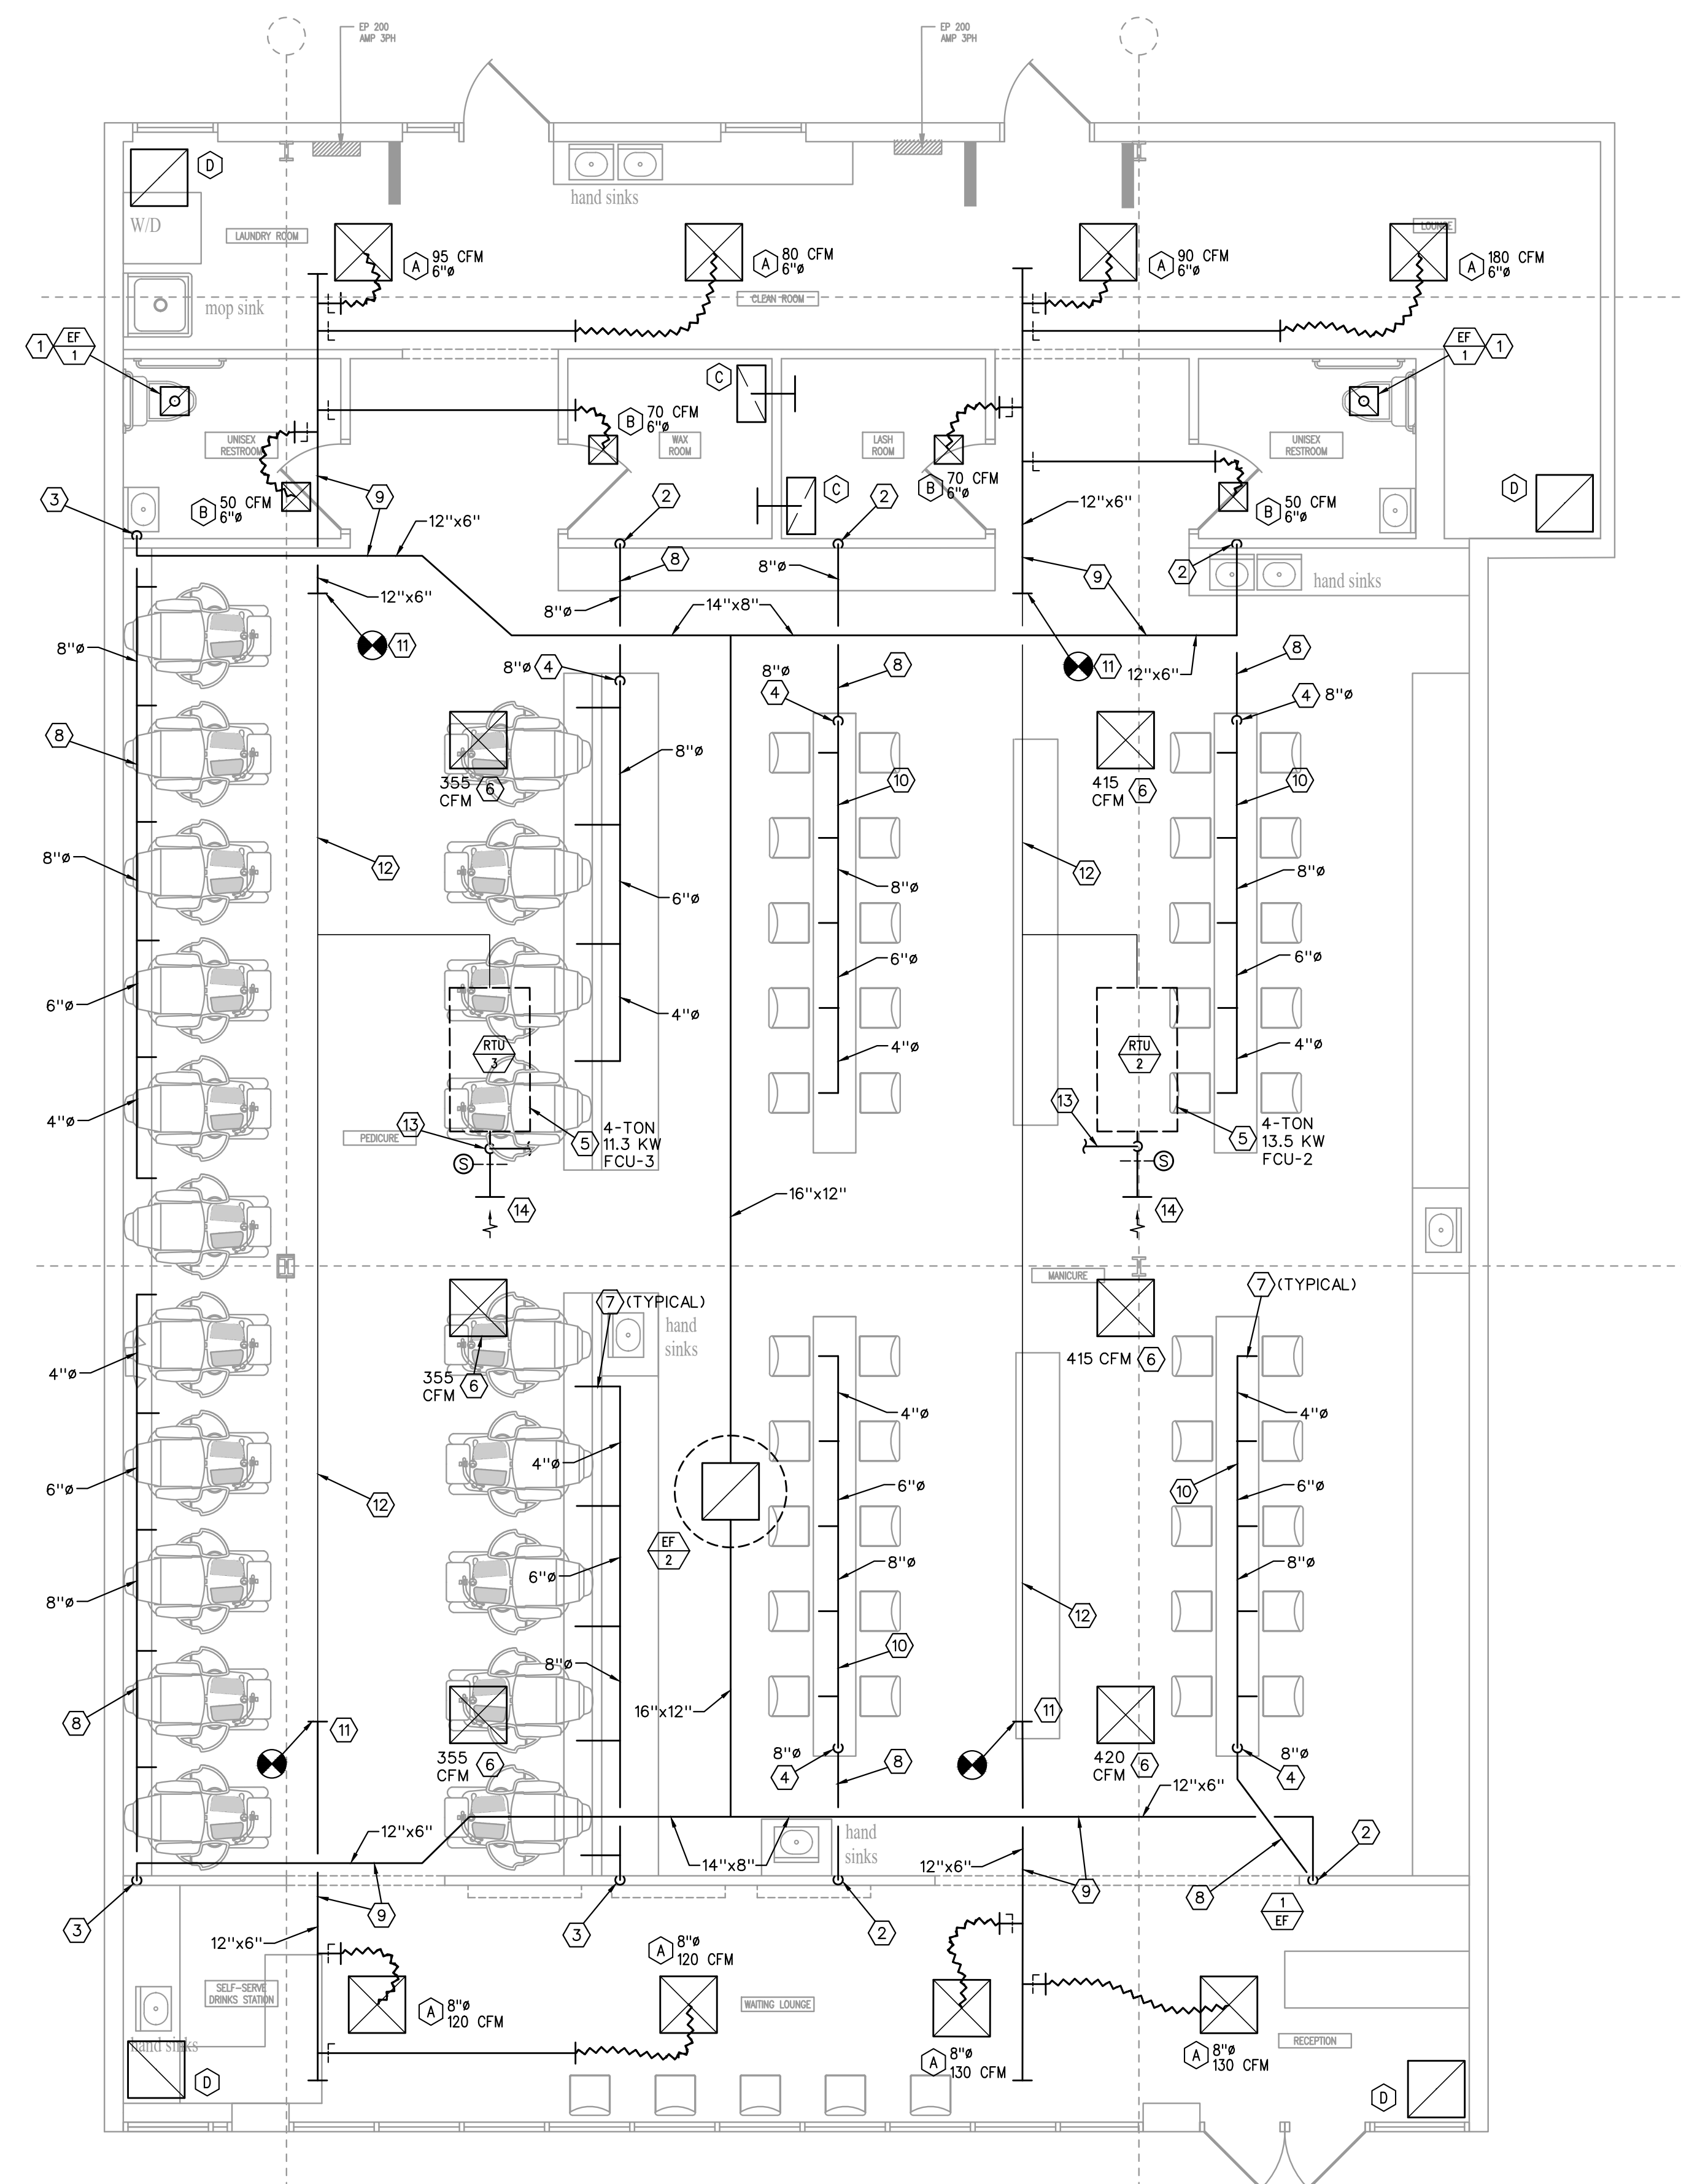 EP 200
AMP 3PH
EP 200
AMP 3PH
D
W/D
LAUNDRY ROOM
hand sinks
LOUNGE
A
95 CFM
6"ø
A
80 CFM
6"ø
A
90 CFM
6"ø
A
180 CFM
6"ø
mop sink
CLEAN ROOM
1
EF
1
EF
1
1
C
UNISEX
RESTROOM
B
70 CFM
6"ø
WAX
ROOM
LASH
ROOM
UNISEX
RESTROOM
B
70 CFM
6"ø
C
D
3
B
50 CFM
6"ø
9
2
2
12"x6"
B
50 CFM
6"ø
12"x6"
8
8"ø
9
2
hand sinks
12"x6"
8"ø
14"x8"
8"ø
11
8"ø
4
8"ø
4
8
11
12"x6"
8
4
8"ø
8
8"ø
355
CFM
6
10
415
CFM
6
10
8"ø
12
8"ø
12
8"ø
6"ø
6"ø
6"ø
6"ø
4"ø
4"ø
4"ø
RTU
3
RTU
2
4"ø
13
13
PEDICURE
5
4-TON
11.3 KW
FCU-3
S
5
4-TON
13.5 KW
FCU-2
S
16"x12"
14
14
MANICURE
7
(TYPICAL)
7
(TYPICAL)
hand
sinks
4"ø
355
CFM
6
415 CFM
6
4"ø
4"ø
4"ø
6"ø
12
6"ø
10
6"ø
EF
2
8"ø
6"ø
8"ø
8"ø
12
8"ø
10
8
11
16"x12"
11
355
CFM
6
8"ø
4
8
420
CFM
6
8"ø
4
12"x6"
12"x6"
hand
sinks
2
14"x8"
12"x6"
9
8
3
9
3
2
1
EF
12"x6"
A
8"ø
120 CFM
SELF-SERVE
DRINKS STATION
A
8"ø
120 CFM
WAITING LOUNGE
RECEPTION
hand sinks
A
8"ø
130 CFM
A
8"ø
130 CFM
D
D